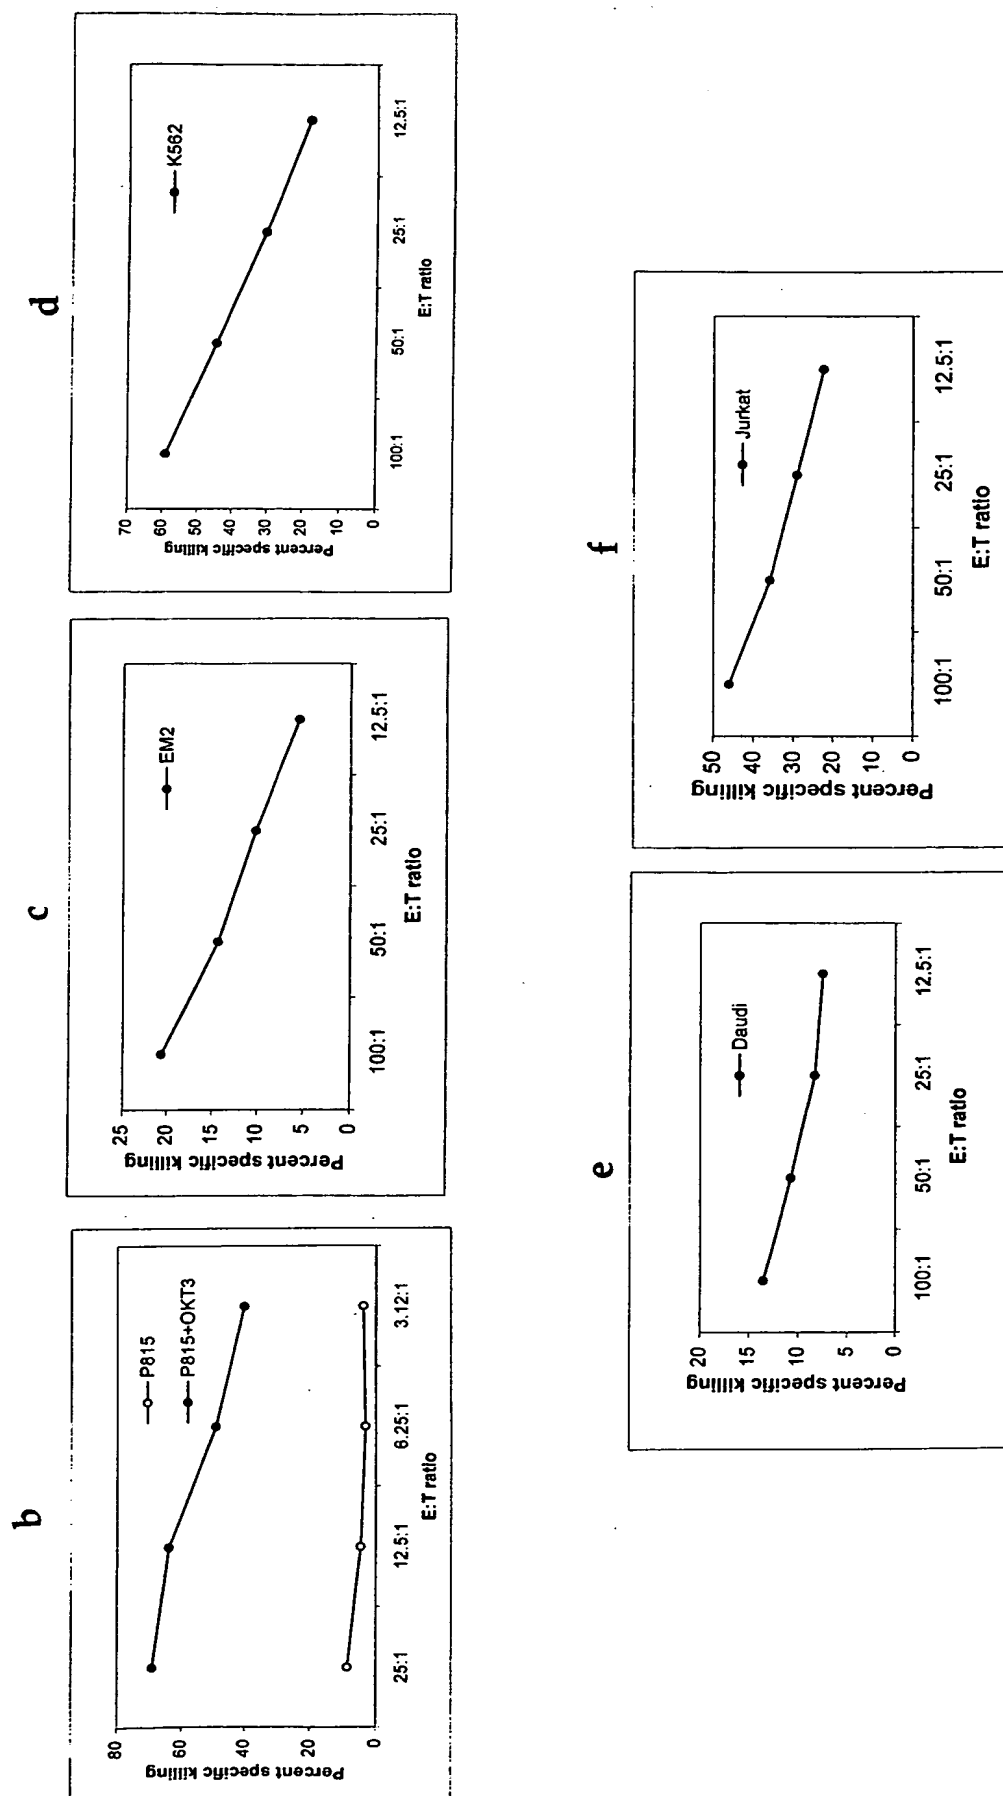 b
80
60
40
20
0
Percent specific killing
P815
P815+OKT3
25:1
12.5:1
6.25:1
3.12:1
E:T ratio
c
25
20
15
10
5
0
Percent specific killing
EM2
100:1
50:1
25:1
12.5:1
E:T ratio
d
70
60
50
40
30
20
10
0
Percent specific killing
K562
100:1
50:1
25:1
12.5:1
E:T ratio
e
20
15
10
5
0
Percent specific killing
Daudi
100:1
50:1
25:1
12.5:1
E:T ratio
f
50
40
30
20
10
0
Percent specific killing
Jurkat
100:1
50:1
25:1
12.5:1
E:T ratio